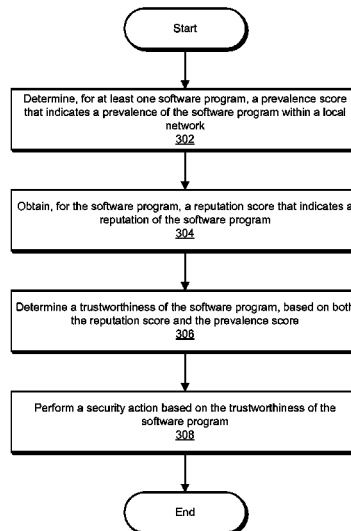 Start
Determine, for at least one software program, a prevalence score
that indicates a prevalence of the software program within a local
network
302
Obtain, for the software program, a reputation score that indicates a
reputation of the software program
304
Determine a trustworthiness of the software program, based on both
the reputation score and the prevalence score
306
Perform a security action based on the trustworthiness of the
software program
308
End